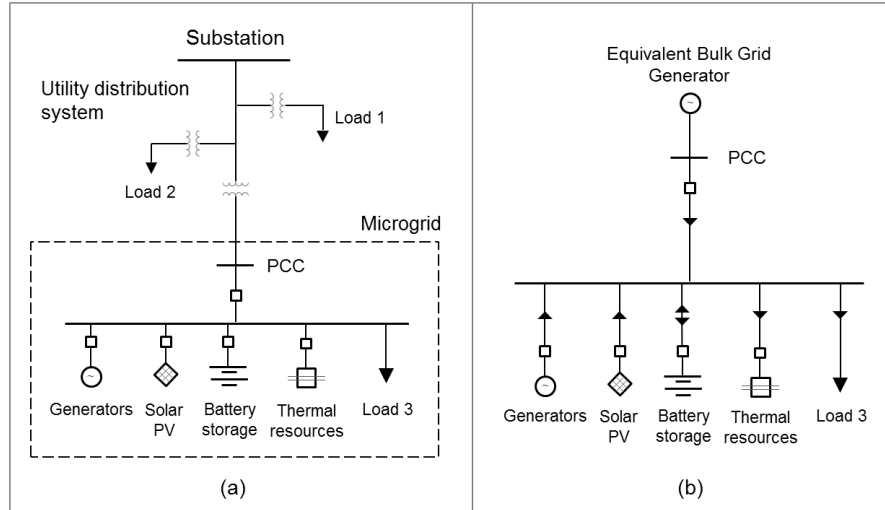 Substation
Utility distribution
system
Load 1
Load 2
Microgrid
PCC
Generators
Solar
PV
Battery
storage
Thermal
resources
Load 3
(a)
Equivalent Bulk Grid
Generator
PCC
Generators
Solar
PV
Battery
storage
Thermal
resources
Load 3
(b)